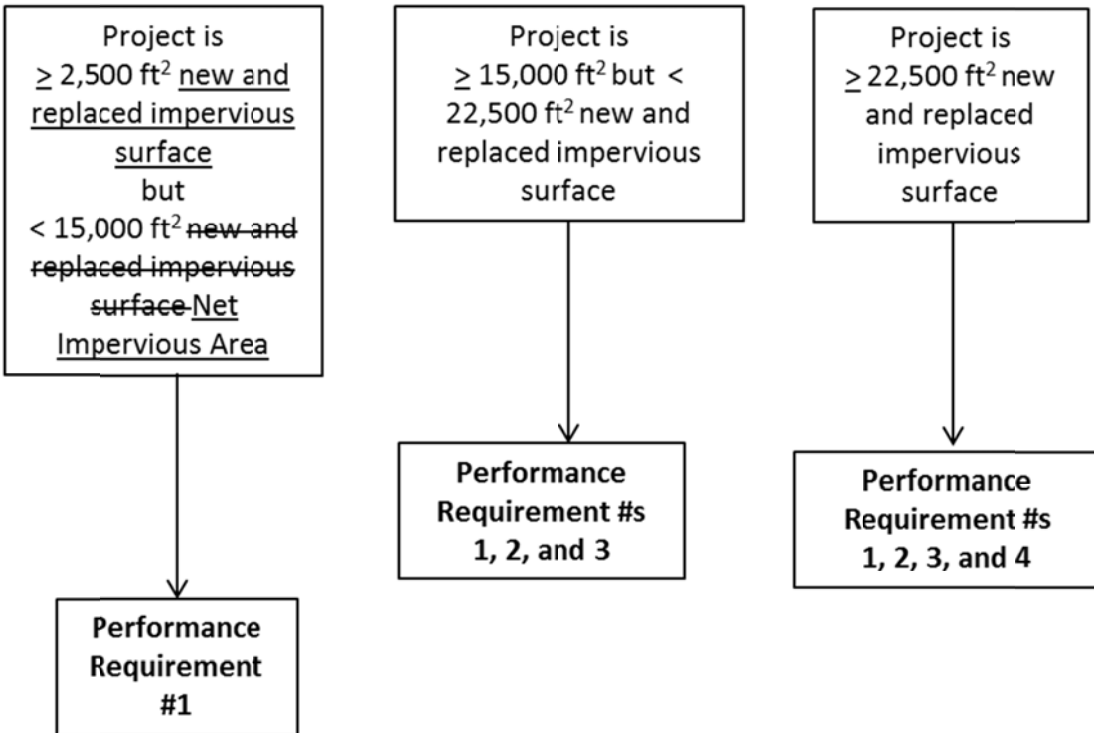 Project is
≥ 2,500 ft² new and
replaced impervious
surface
but
< 15,000 ft² new and
replaced impervious
surface Net
Impervious Area
Project is
≥ 15,000 ft² but <
22,500 ft² new and
replaced impervious
surface
Project is
≥ 22,500 ft² new
and replaced
impervious
surface
Performance
Requirement #s
1, 2, and 3
Performance
Requirement #s
1, 2, 3, and 4
Performance
Requirement
#1